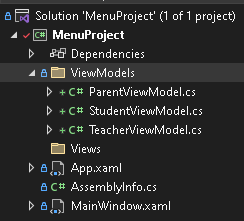 Solution 'MenuProject' (1 of 1 project)
C# MenuProject
Dependencies
ViewModels
C# ParentViewModel.cs
C# StudentViewModel.cs
C# TeacherViewModel.cs
Views
App.xaml
C# AssemblyInfo.cs
MainWindow.xaml